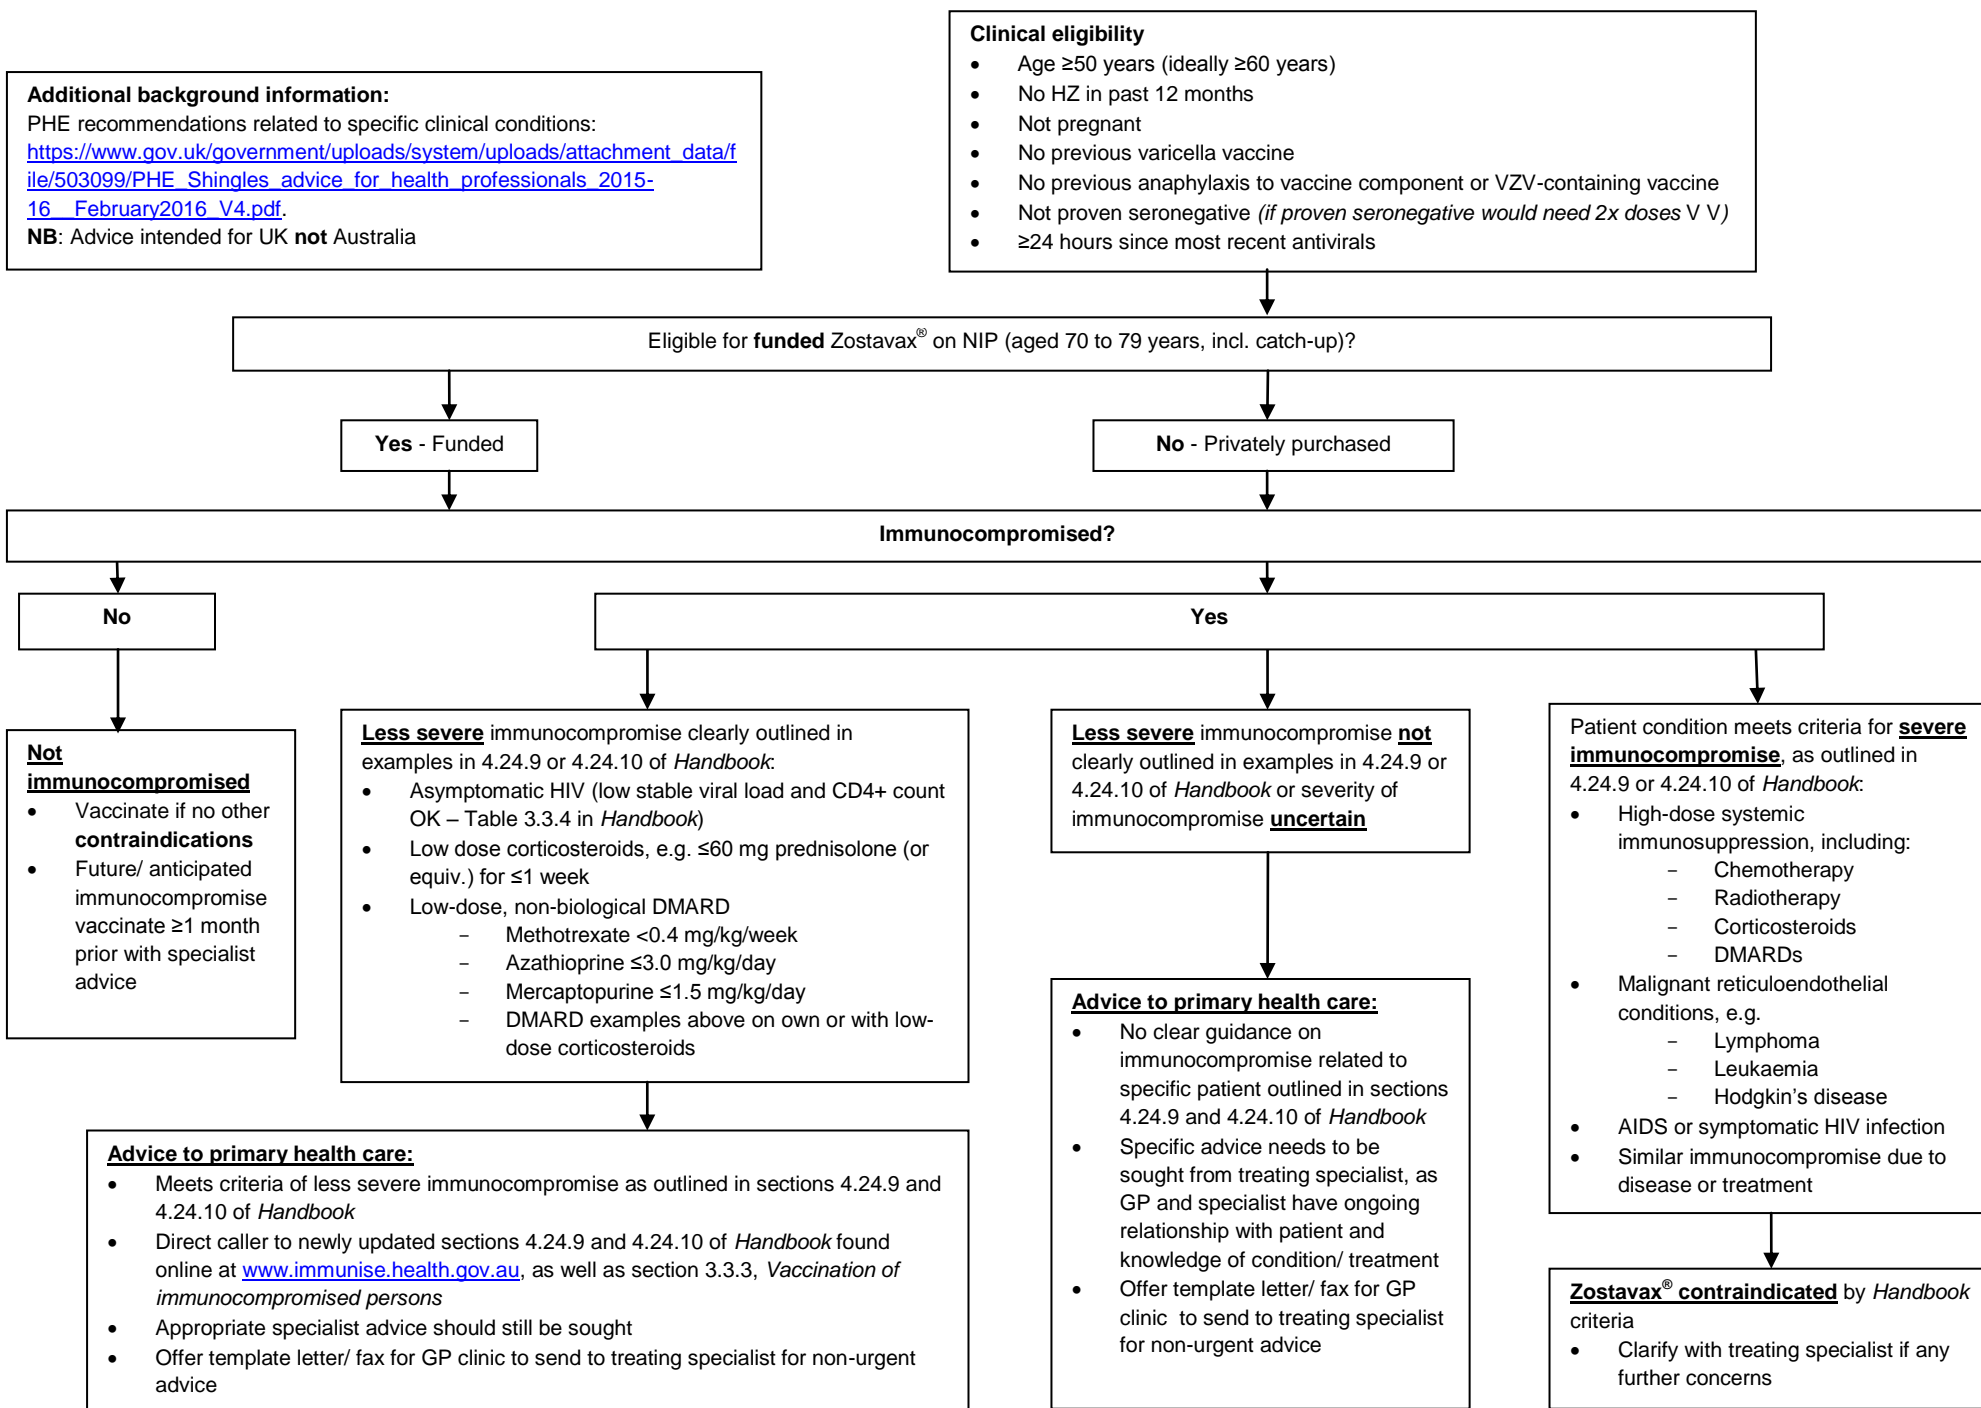 Additional background information:
PHE recommendations related to specific clinical conditions:
https://www.gov.uk/government/uploads/system/uploads/attachment_data/f
ile/503099/PHE_Shingles_advice_for_health_professionals_2015-
16__February2016_V4.pdf.
NB: Advice intended for UK not Australia
Clinical eligibility
• Age ≥50 years (ideally ≥60 years)
• No HZ in past 12 months
• Not pregnant
• No previous varicella vaccine
• No previous anaphylaxis to vaccine component or VZV-containing vaccine
• Not proven seronegative (if proven seronegative would need 2x doses V V)
• ≥24 hours since most recent antivirals
Eligible for funded Zostavax® on NIP (aged 70 to 79 years, incl. catch-up)?
Yes - Funded
No - Privately purchased
Immunocompromised?
No
Yes
Not
immunocompromised
• Vaccinate if no other
contraindications
• Future/ anticipated
immunocompromise
vaccinate ≥1 month
prior with specialist
advice
Less severe immunocompromise clearly outlined in
examples in 4.24.9 or 4.24.10 of Handbook:
• Asymptomatic HIV (low stable viral load and CD4+ count
OK – Table 3.3.4 in Handbook)
• Low dose corticosteroids, e.g. ≤60 mg prednisolone (or
equiv.) for ≤1 week
• Low-dose, non-biological DMARD
- Methotrexate <0.4 mg/kg/week
- Azathioprine ≤3.0 mg/kg/day
- Mercaptopurine ≤1.5 mg/kg/day
- DMARD examples above on own or with low-
dose corticosteroids
Advice to primary health care:
• Meets criteria of less severe immunocompromise as outlined in sections 4.24.9 and
4.24.10 of Handbook
• Direct caller to newly updated sections 4.24.9 and 4.24.10 of Handbook found
online at www.immunise.health.gov.au, as well as section 3.3.3, Vaccination of
immunocompromised persons
• Appropriate specialist advice should still be sought
• Offer template letter/ fax for GP clinic to send to treating specialist for non-urgent
advice
Less severe immunocompromise not
clearly outlined in examples in 4.24.9 or
4.24.10 of Handbook or severity of
immunocompromise uncertain
Advice to primary health care:
• No clear guidance on
immunocompromise related to
specific patient outlined in sections
4.24.9 and 4.24.10 of Handbook
• Specific advice needs to be
sought from treating specialist, as
GP and specialist have ongoing
relationship with patient and
knowledge of condition/ treatment
• Offer template letter/ fax for GP
clinic to send to treating specialist
for non-urgent advice
Patient condition meets criteria for severe
immunocompromise, as outlined in
4.24.9 or 4.24.10 of Handbook:
• High-dose systemic
immunosuppression, including:
- Chemotherapy
- Radiotherapy
- Corticosteroids
- DMARDs
• Malignant reticuloendothelial
conditions, e.g.
- Lymphoma
- Leukaemia
- Hodgkin's disease
• AIDS or symptomatic HIV infection
• Similar immunocompromise due to
disease or treatment
Zostavax® contraindicated by Handbook
criteria
• Clarify with treating specialist if any
further concerns